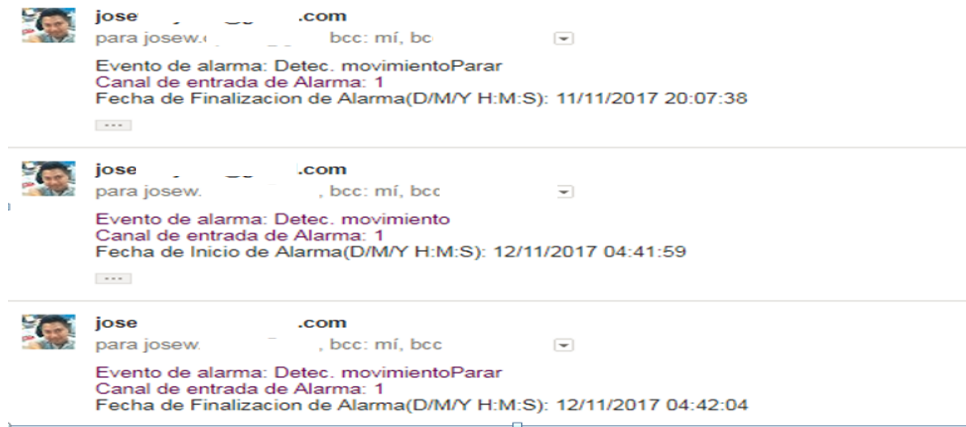 jose .com
para josew. bcc: mí, bc
Evento de alarma: Detec. movimientoParar
Canal de entrada de Alarma: 1
Fecha de Finalizacion de Alarma(D/M/Y H:M:S): 11/11/2017 20:07:38
...
jose .com
para josew. , bcc: mí, bcc
Evento de alarma: Detec. movimiento
Canal de entrada de Alarma: 1
Fecha de Inicio de Alarma(D/M/Y H:M:S): 12/11/2017 04:41:59
...
jose .com
para josew. , bcc: mí, bcc
Evento de alarma: Detec. movimientoParar
Canal de entrada de Alarma: 1
Fecha de Finalizacion de Alarma(D/M/Y H:M:S): 12/11/2017 04:42:04